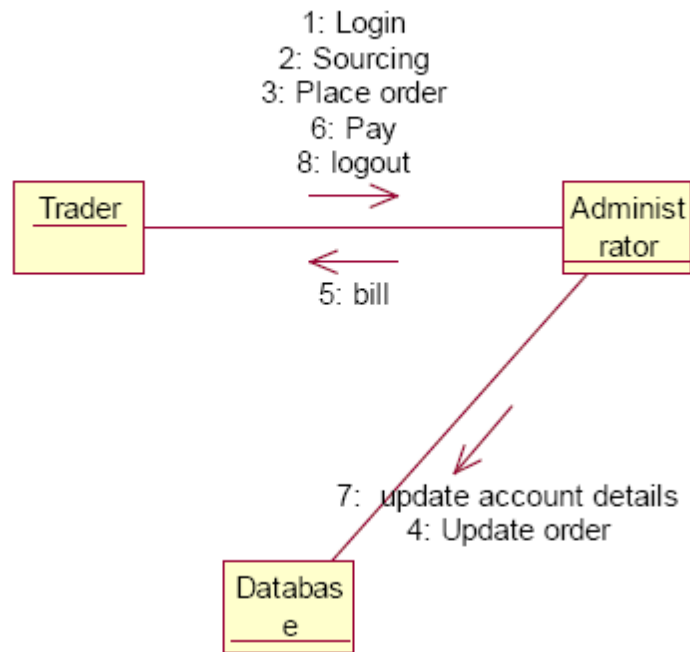 1: Login
2: Sourcing
3: Place order
6: Pay
8: logout
Trader
Administ
rator
5: bill
7:  update account details
4: Update order
Databas
e